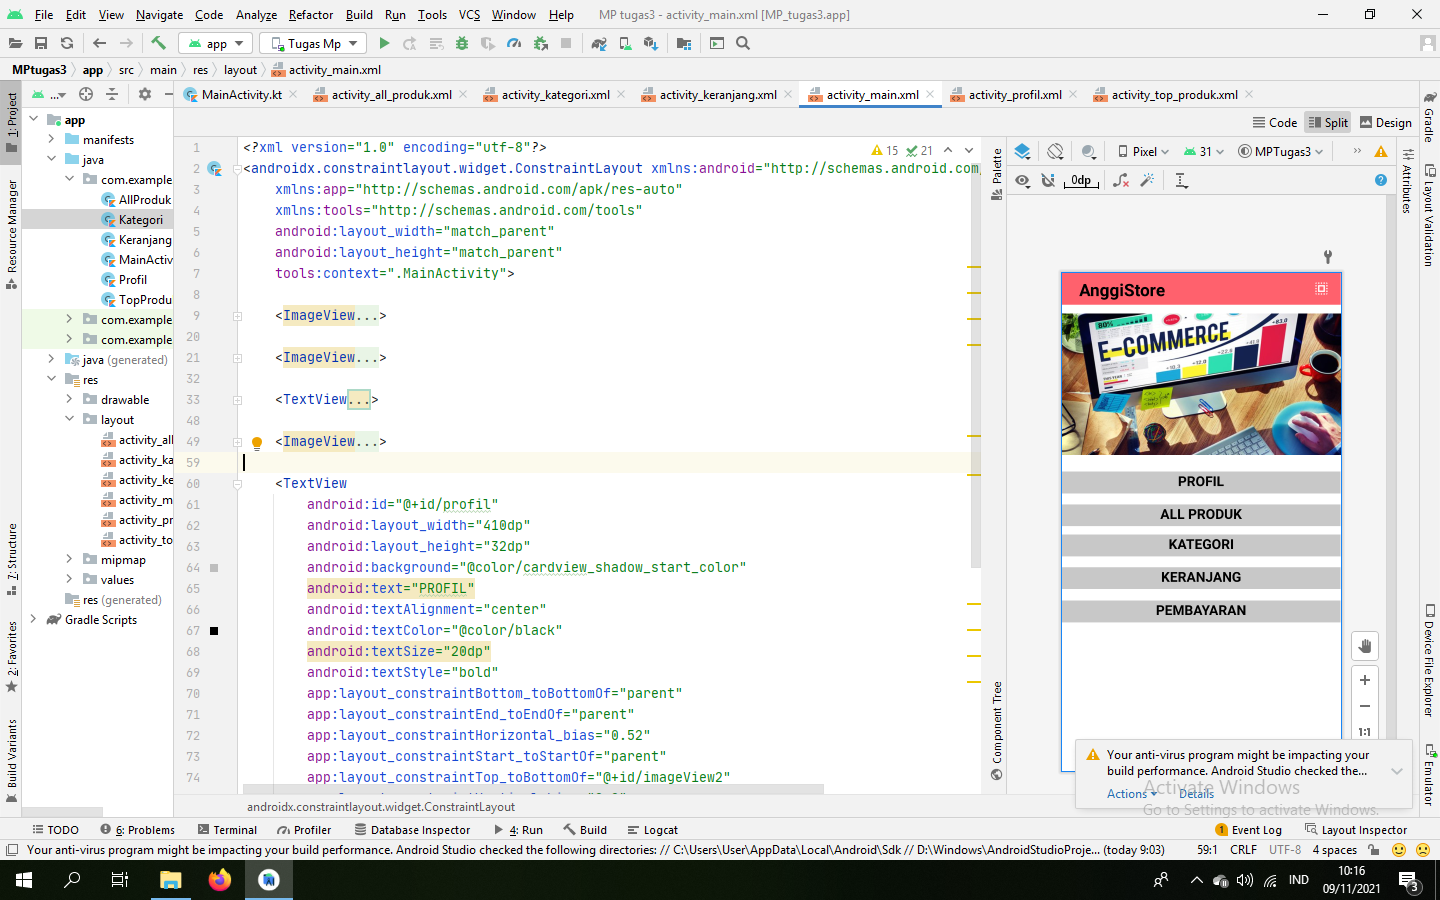 File Edit View Navigate Code Analyze Refactor Build Run Tools VCS Window Help MP tugas3 - activity_main.xml [MP_tugas3.app]
app Tugas Mp
MPtugas3 app src main res layout activity_main.xml
... MainActivity.kt activity_all_produk.xml activity_kategori.xml activity_keranjang.xml activity_main.xml activity_profil.xml activity_top_produk.xml
Code Split Design
1: Project
Resource Manager
7: Structure
2: Favorites
Build Variants
app
manifests
java
com.example
AllProduk
Kategori
Keranjang
MainActiv
Profil
TopProdu
com.example
com.example
java (generated)
res
drawable
layout
activity_all
activity_ka
activity_ke
activity_m
activity_pr
activity_to
mipmap
values
res (generated)
Gradle Scripts
15 21
1 <?xml version="1.0" encoding="utf-8"?>
2 <androidx.constraintlayout.widget.ConstraintLayout xmlns:android="http://schemas.android.com/
3 xmlns:app="http://schemas.android.com/apk/res-auto"
4 xmlns:tools="http://schemas.android.com/tools"
5 android:layout_width="match_parent"
6 android:layout_height="match_parent"
7 tools:context=".MainActivity">
8
9 <ImageView...>
20
21 <ImageView...>
32
33 <TextView...>
48
49 <ImageView...>
59
60 <TextView
61 android:id="@+id/profil"
62 android:layout_width="410dp"
63 android:layout_height="32dp"
64 android:background="@color/cardview_shadow_start_color"
65 android:text="PROFIL"
66 android:textAlignment="center"
67 android:textColor="@color/black"
68 android:textSize="20dp"
69 android:textStyle="bold"
70 app:layout_constraintBottom_toBottomOf="parent"
71 app:layout_constraintEnd_toEndOf="parent"
72 app:layout_constraintHorizontal_bias="0.52"
73 app:layout_constraintStart_toStartOf="parent"
74 app:layout_constraintTop_toBottomOf="@+id/imageView2"
androidx.constraintlayout.widget.ConstraintLayout
Palette
Component Tree
Pixel 31 MPTugas3
0dp
AnggiStore
80%
E-COMMERCE
PROFIL
ALL PRODUK
KATEGORI
KERANJANG
PEMBAYARAN
1:1
Attributes
Gradle
Layout Validation
Device File Explorer
Emulator
Your anti-virus program might be impacting your
build performance. Android Studio checked the...
Actions Details
Activate Windows
Go to Settings to activate Windows.
TODO 6: Problems Terminal Profiler Database Inspector 4: Run Build Logcat 1 Event Log Layout Inspector
Your anti-virus program might be impacting your build performance. Android Studio checked the following directories: // C:\Users\User\AppData\Local\Android\Sdk // D:\Windows\AndroidStudioProje... (today 9:03) 59:1 CRLF UTF-8 4 spaces
IND 10:16
09/11/2021 3